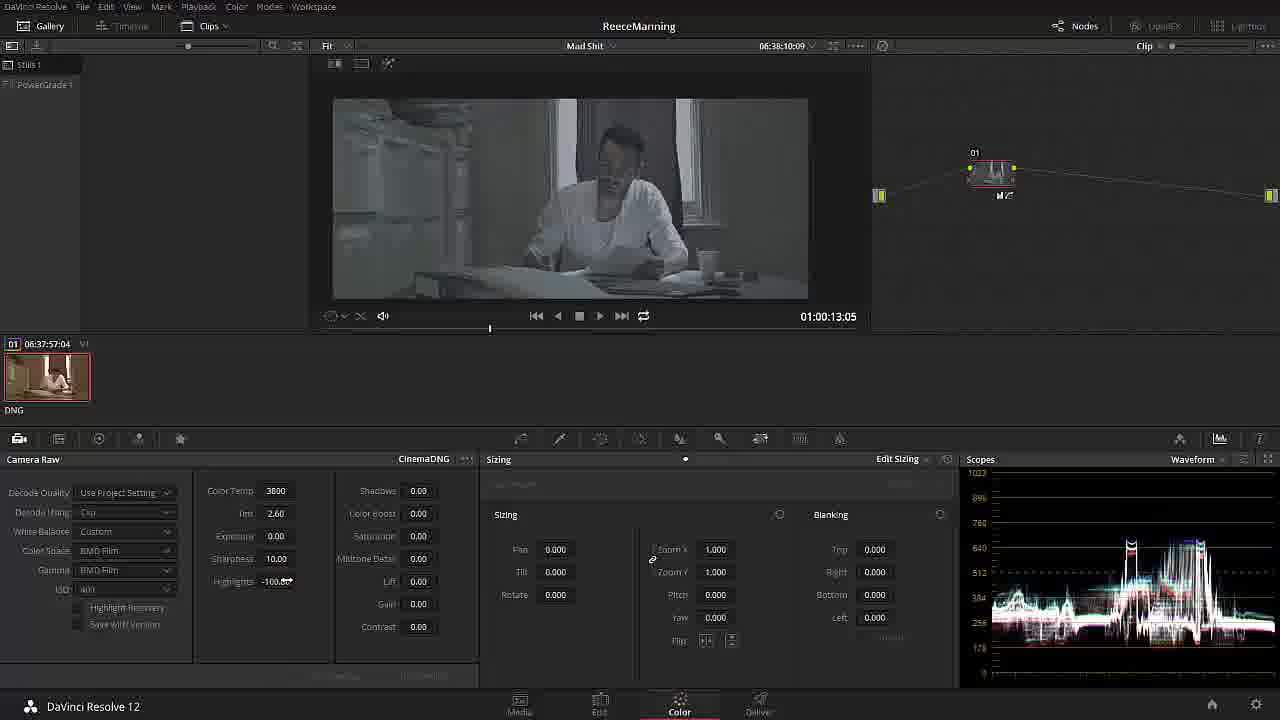 DaVinci Resolve File Edit View Mark Playback Color Modes Workspace
Gallery Timeline Clips ReeceManning Nodes OpenFX Lightbox
Fit Mad Shit 06:38:10:09 Clip
Stills 1
PowerGrade 1
01
01:00:13:05
01 06:37:57:04 V1
DNG
Camera Raw CinemaDNG
Decode Quality Use Project Setting
Decode Using
White Balance Custom
Color Space BMD Film
Gamma BMD Film
ISO 400
Highlight Recovery
Save with Version
Color Temp 3800
Tint 2.60
Exposure 0.00
Sharpness 10.00
Highlights
Shadows 0.00
Color Boost 0.00
Saturation 0.00
Midtone Detail 0.00
Lift 0.00
Gain 0.00
Contrast 0.00
Sizing Edit Sizing
Sizing
Pan 0.000
Tilt 0.000
Rotate 0.000
Zoom X 1.000
Zoom Y 1.000
Pitch 0.000
Yaw 0.000
Flip
Blanking
Top 0.000
Right 0.000
Bottom 0.000
Left 0.000
Scopes Waveform
1023
896
768
640
512
384
256
128
0
DaVinci Resolve 12
Media Edit Color Deliver